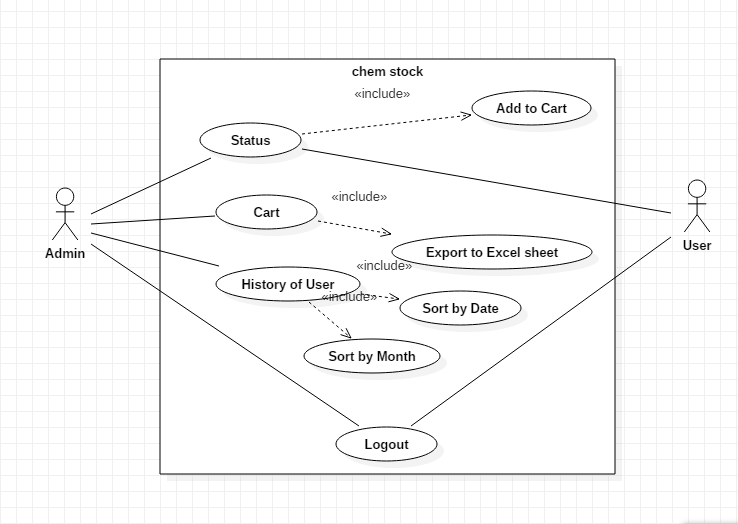 chem stock
«include»
Add to Cart
Status
«include»
Cart
Admin
User
Export to Excel sheet
«include»
History of User
«include»
Sort by Date
Sort by Month
Logout